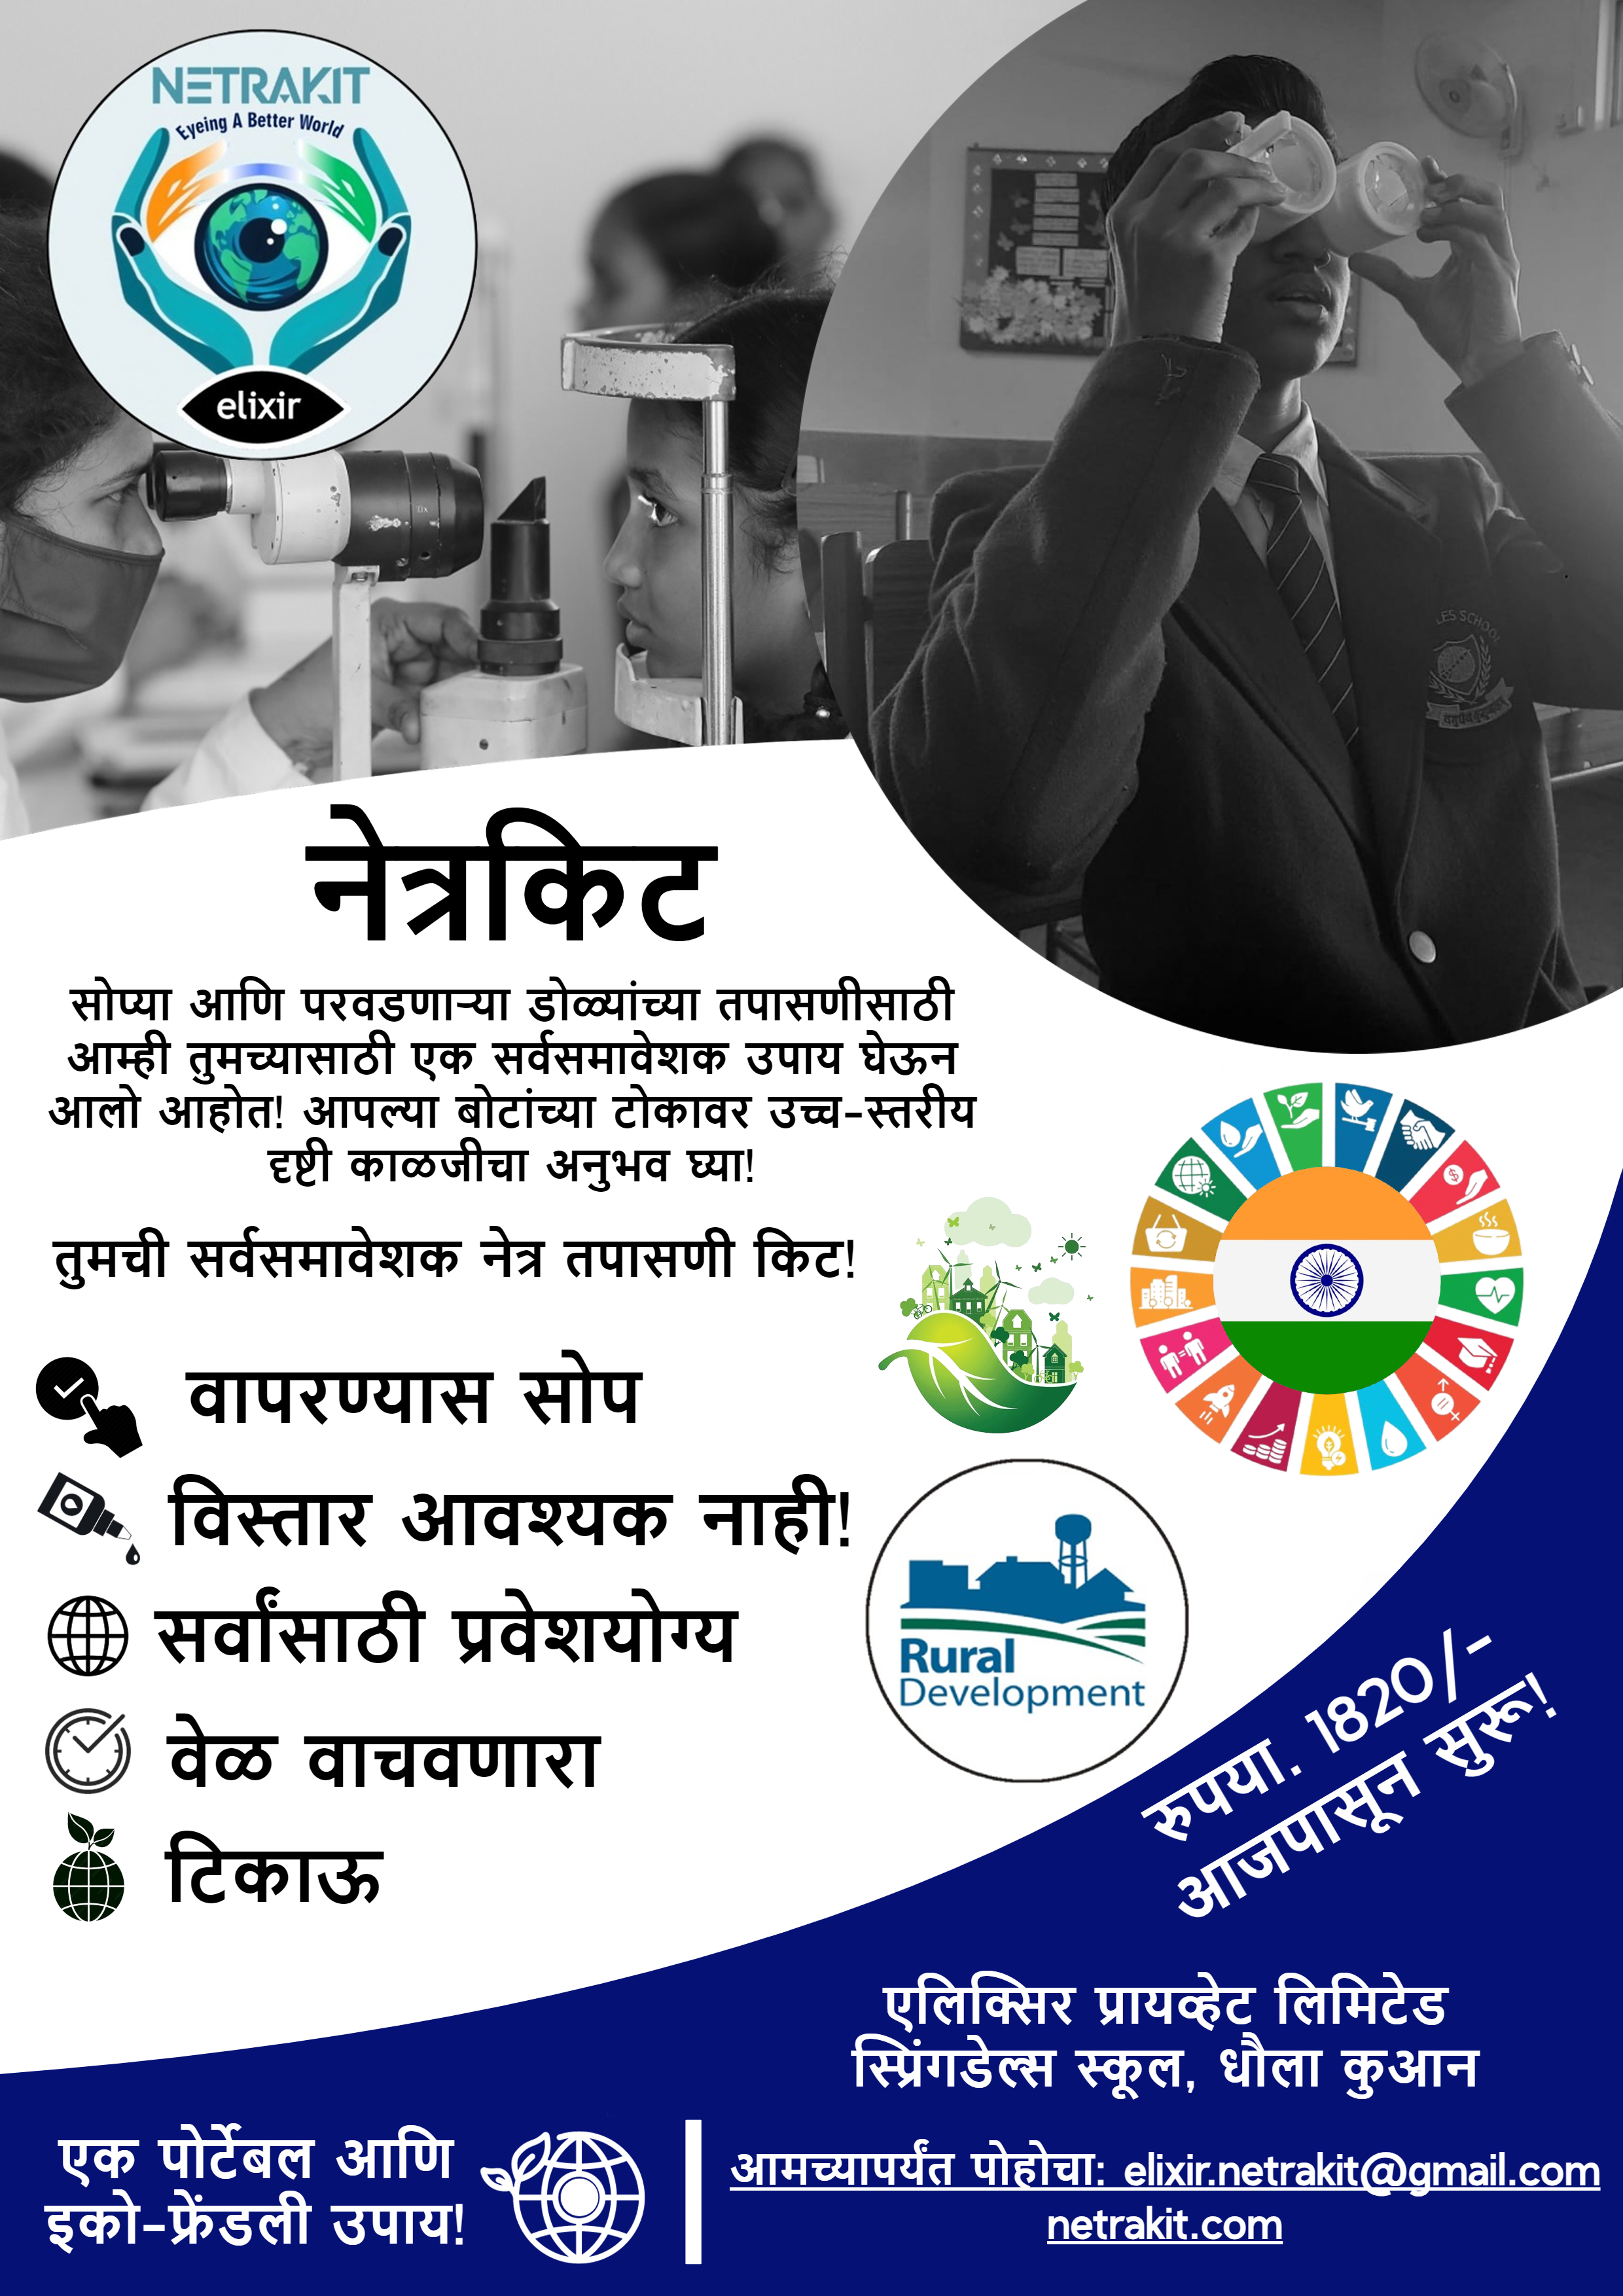 NETRAKIT
Eyeing A Better World
elixir
LES SCHOOL
नेत्रकिट
सोप्या आणि परवडणाऱ्या डोळ्यांच्या तपासणीसाठी
आम्ही तुमच्यासाठी एक सर्वसमावेशक उपाय घेऊन
आलो आहोत! आपल्या बोटांच्या टोकावर उच्च-स्तरीय
दृष्टी काळजीचा अनुभव घ्या!
तुमची सर्वसमावेशक नेत्र तपासणी किट!
वापरण्यास सोप
विस्तार आवश्यक नाही!
सर्वांसाठी प्रवेशयोग्य
वेळ वाचवणारा
टिकाऊ
Rural
Development
रुपया. 1820/-
आजपासून सुरू!
एलिक्सिर प्रायव्हेट लिमिटेड
स्प्रिंगडेल्स स्कूल, धौला कुआन
एक पोर्टेबल आणि
इको-फ्रेंडली उपाय!
आमच्यापर्यंत पोहोचा: elixir.netrakit@gmail.com
netrakit.com